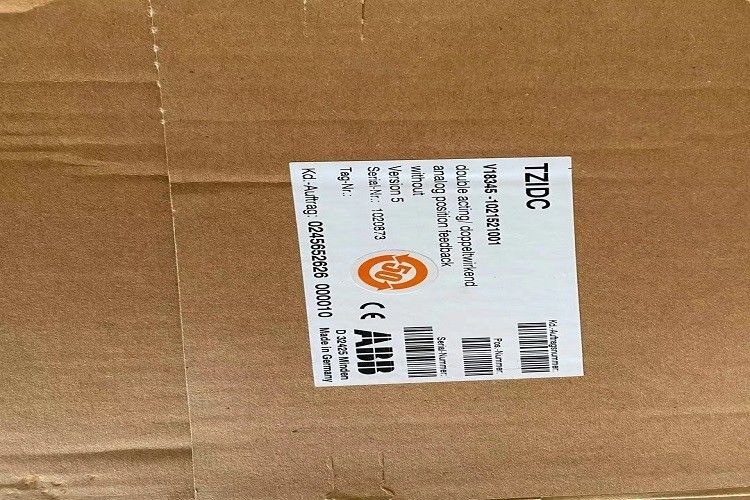 TZIDC
V18345-1021521001
double acting/ doppeltwirkend
analog position feedback
without
Version 5
Serial-Nr.: 1020873
Tag-Nr.:
Kd.-Auftrag: 0245652626 000010
Kd.-Auftragsnummer:
Pos.-Nummer:
Serial-Nummer:
50
CE
ABB
D 32425 Minden
Made in Germany